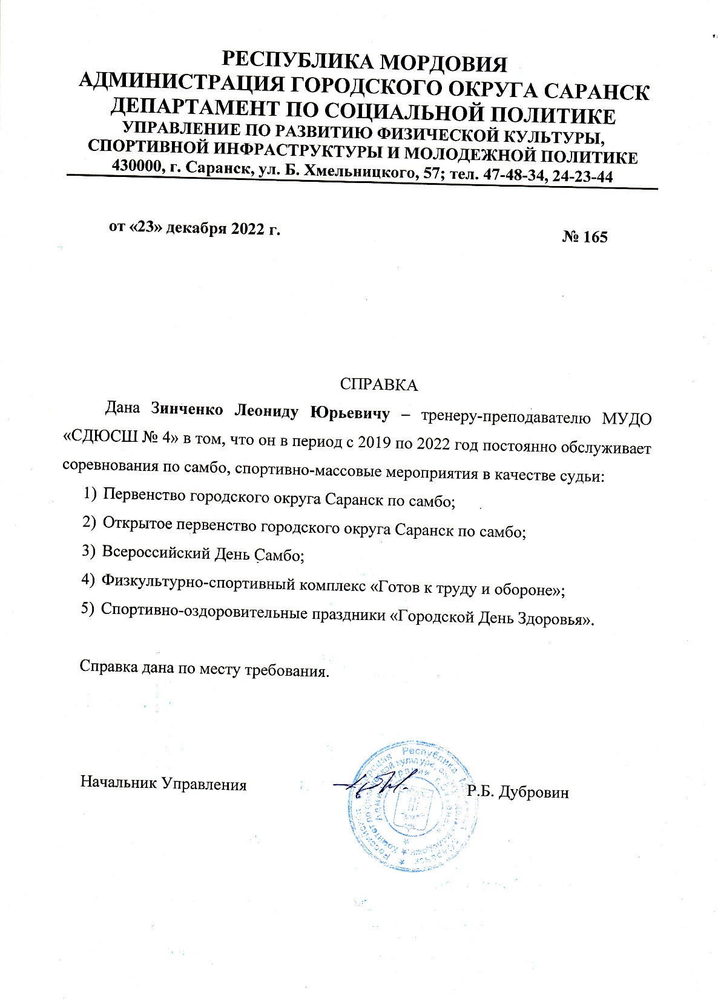 РЕСПУБЛИКА МОРДОВИЯ
АДМИНИСТРАЦИЯ ГОРОДСКОГО ОКРУГА САРАНСК
ДЕПАРТАМЕНТ ПО СОЦИАЛЬНОЙ ПОЛИТИКЕ
УПРАВЛЕНИЕ ПО РАЗВИТИЮ ФИЗИЧЕСКОЙ КУЛЬТУРЫ,
СПОРТИВНОЙ ИНФРАСТРУКТУРЫ И МОЛОДЕЖНОЙ ПОЛИТИКЕ
430000, г. Саранск, ул. Б. Хмельницкого, 57; тел. 47-48-34, 24-23-44
от «23» декабря 2022 г. № 165
СПРАВКА
Дана Зинченко Леониду Юрьевичу – тренеру-преподавателю МУДО
«СДЮСШ № 4» в том, что он в период с 2019 по 2022 год постоянно обслуживает
соревнования по самбо, спортивно-массовые мероприятия в качестве судьи:
1) Первенство городского округа Саранск по самбо;
2) Открытое первенство городского округа Саранск по самбо;
3) Всероссийский День Самбо;
4) Физкультурно-спортивный комплекс «Готов к труду и обороне»;
5) Спортивно-оздоровительные праздники «Городской День Здоровья».
Справка дана по месту требования.
Начальник Управления Р.Б. Дубровин
Республика